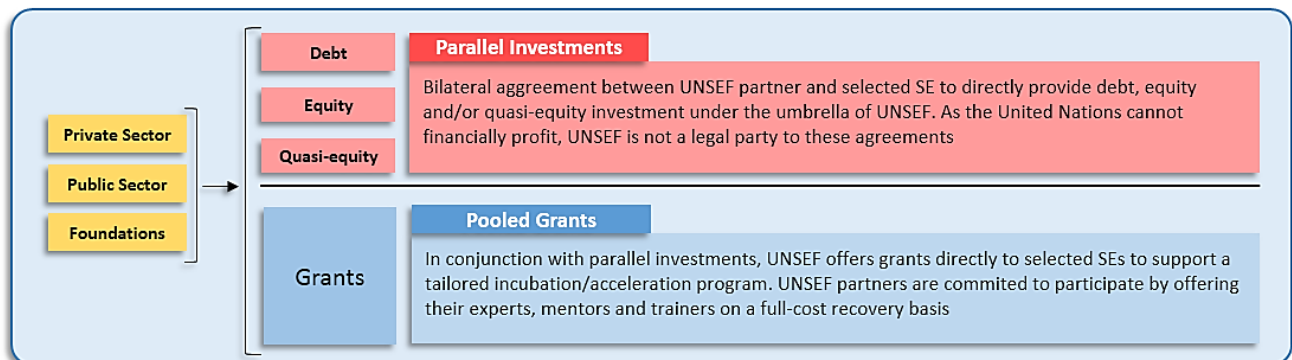 Private Sector
Public Sector
Foundations
Debt
Equity
Quasi-equity
Parallel Investments
Bilateral aggreement between UNSEF partner and selected SE to directly provide debt, equity
and/or quasi-equity investment under the umbrella of UNSEF. As the United Nations cannot
financially profit, UNSEF is not a legal party to these agreements
Grants
Pooled Grants
In conjunction with parallel investments, UNSEF offers grants directly to selected SEs to support a
tailored incubation/acceleration program. UNSEF partners are commited to participate by offering
their experts, mentors and trainers on a full-cost recovery basis